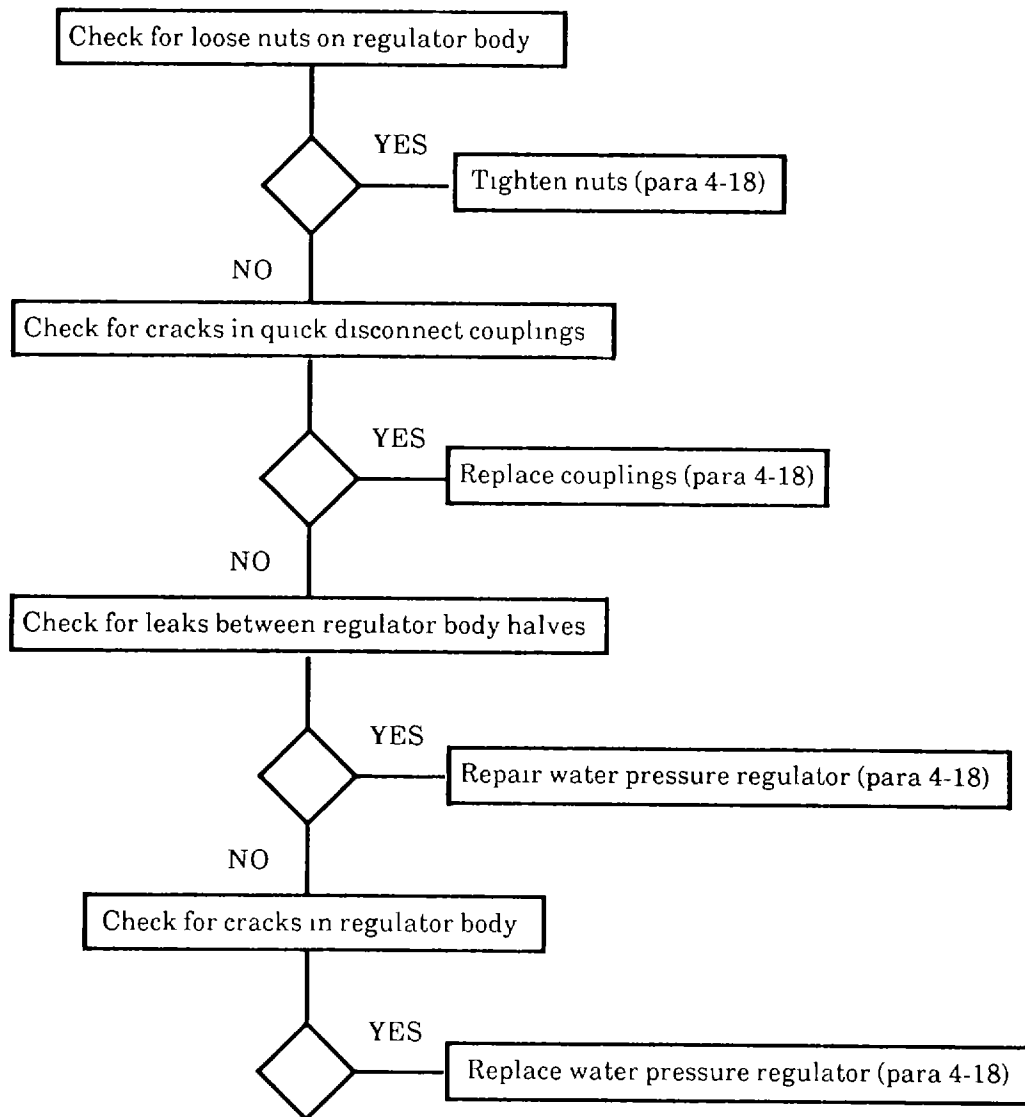 Check for loose nuts on regulator body
YES
Tighten nuts (para 4-18)
NO
Check for cracks in quick disconnect couplings
YES
Replace couplings (para 4-18)
NO
Check for leaks between regulator body halves
YES
Repair water pressure regulator (para 4-18)
NO
Check for cracks in regulator body
YES
Replace water pressure regulator (para 4-18)